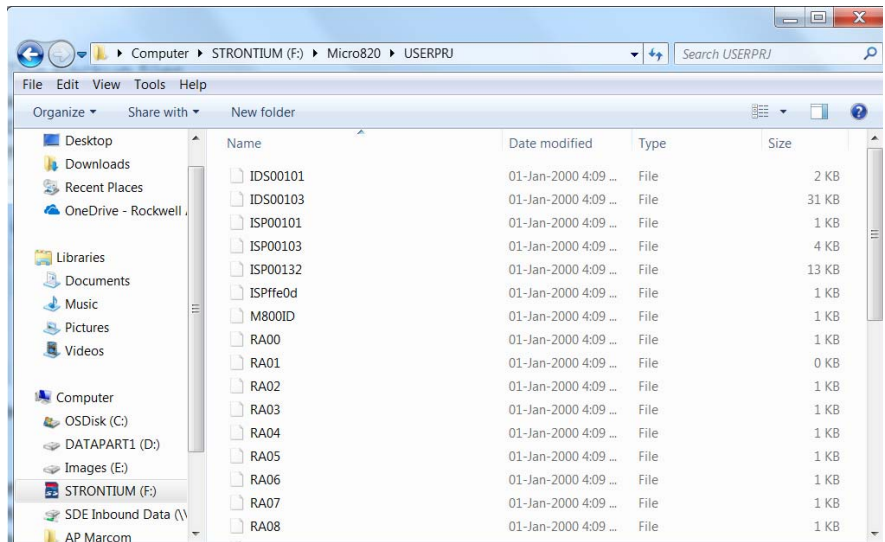 Computer ▸ STRONTIUM (F:) ▸ Micro820 ▸ USERPRJ
Search USERPRJ
File Edit View Tools Help
Organize Share with New folder
Name Date modified Type Size
Desktop
Downloads
Recent Places
OneDrive - Rockwell
Libraries
Documents
Music
Pictures
Videos
Computer
OSDisk (C:)
DATAPART1 (D:)
Images (E:)
STRONTIUM (F:)
SDE Inbound Data (\\
AP Marcom
IDS00101 01-Jan-2000 4:09 ... File 2 KB
IDS00103 01-Jan-2000 4:09 ... File 31 KB
ISP00101 01-Jan-2000 4:09 ... File 1 KB
ISP00103 01-Jan-2000 4:09 ... File 4 KB
ISP00132 01-Jan-2000 4:09 ... File 13 KB
ISPffe0d 01-Jan-2000 4:09 ... File 1 KB
M800ID 01-Jan-2000 4:09 ... File 1 KB
RA00 01-Jan-2000 4:09 ... File 1 KB
RA01 01-Jan-2000 4:09 ... File 0 KB
RA02 01-Jan-2000 4:09 ... File 1 KB
RA03 01-Jan-2000 4:09 ... File 1 KB
RA04 01-Jan-2000 4:09 ... File 1 KB
RA05 01-Jan-2000 4:09 ... File 1 KB
RA06 01-Jan-2000 4:09 ... File 1 KB
RA07 01-Jan-2000 4:09 ... File 1 KB
RA08 01-Jan-2000 4:09 ... File 1 KB